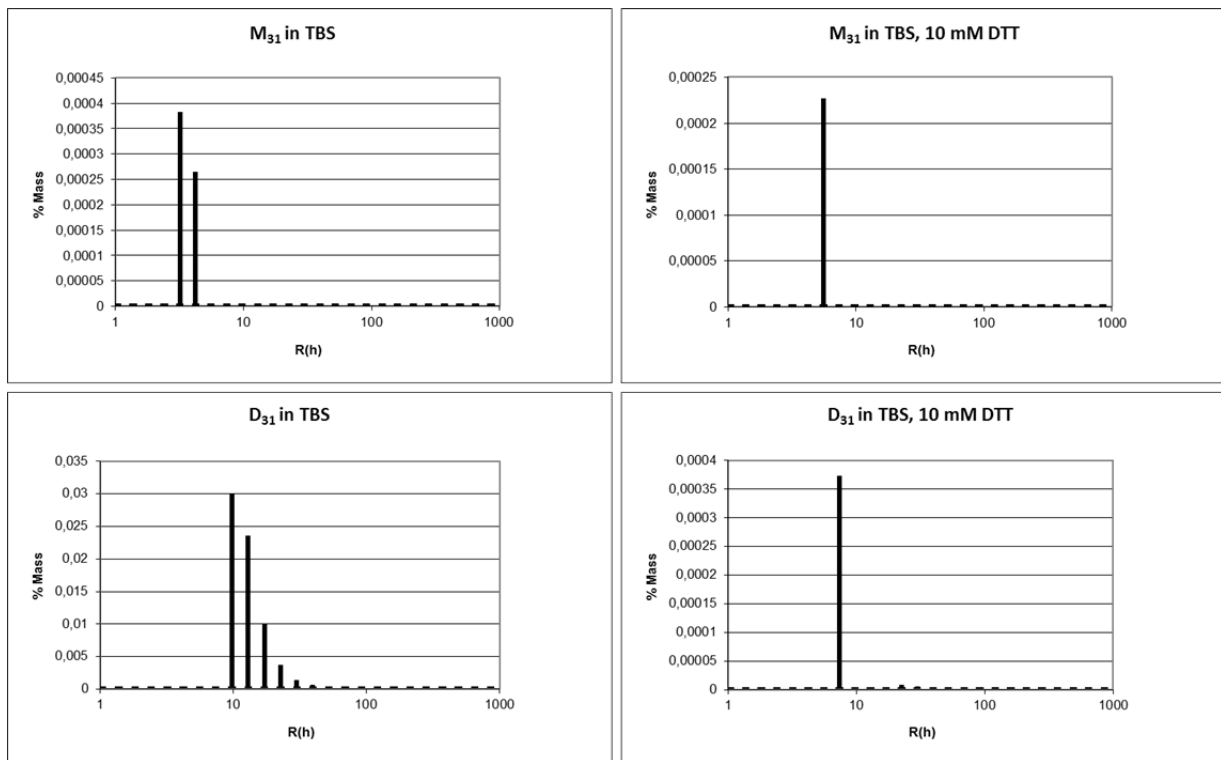 M31 in TBS
% Mass
0,00045
0,0004
0,00035
0,0003
0,00025
0,0002
0,00015
0,0001
0,00005
0
1 10 100 1000
R(h)
M31 in TBS, 10 mM DTT
% Mass
0,00025
0,0002
0,00015
0,0001
0,00005
0
1 10 100 1000
R(h)
D31 in TBS
% Mass
0,035
0,03
0,025
0,02
0,015
0,01
0,005
0
1 10 100 1000
R(h)
D31 in TBS, 10 mM DTT
% Mass
0,0004
0,00035
0,0003
0,00025
0,0002
0,00015
0,0001
0,00005
0
1 10 100 1000
R(h)